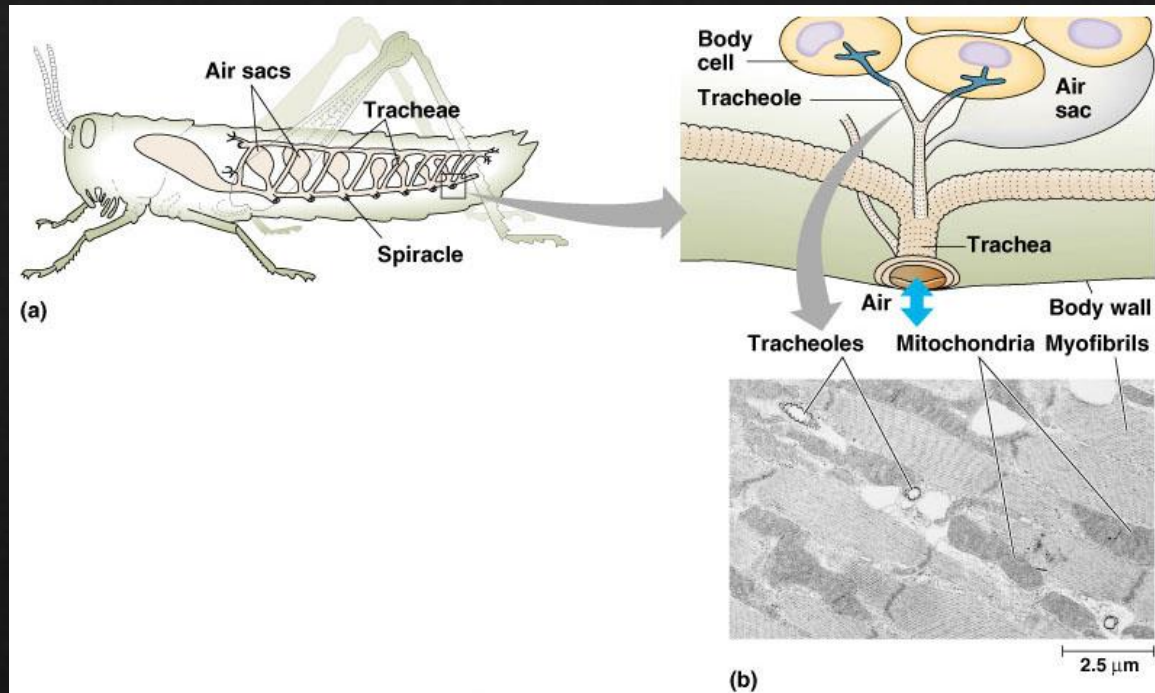 Air sacs
Tracheae
Spiracle
(a)
Body
cell
Tracheole
Air
sac
Trachea
Air
Body wall
Tracheoles
Mitochondria
Myofibrils
2.5 μm
(b)